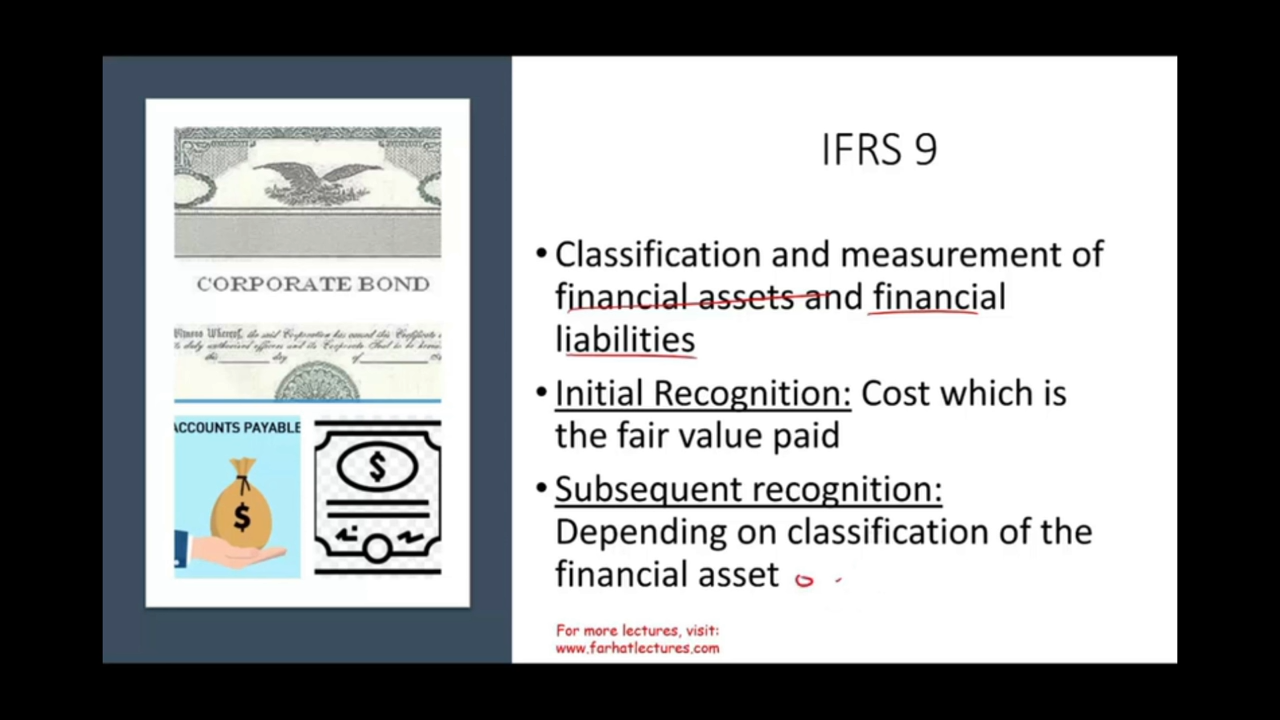 CORPORATE BOND
ACCOUNTS PAYABLE
$
$
IFRS 9
• Classification and measurement of
financial assets and financial
liabilities
• Initial Recognition: Cost which is
the fair value paid
• Subsequent recognition:
Depending on classification of the
financial asset
For more lectures, visit:
www.farhatlectures.com